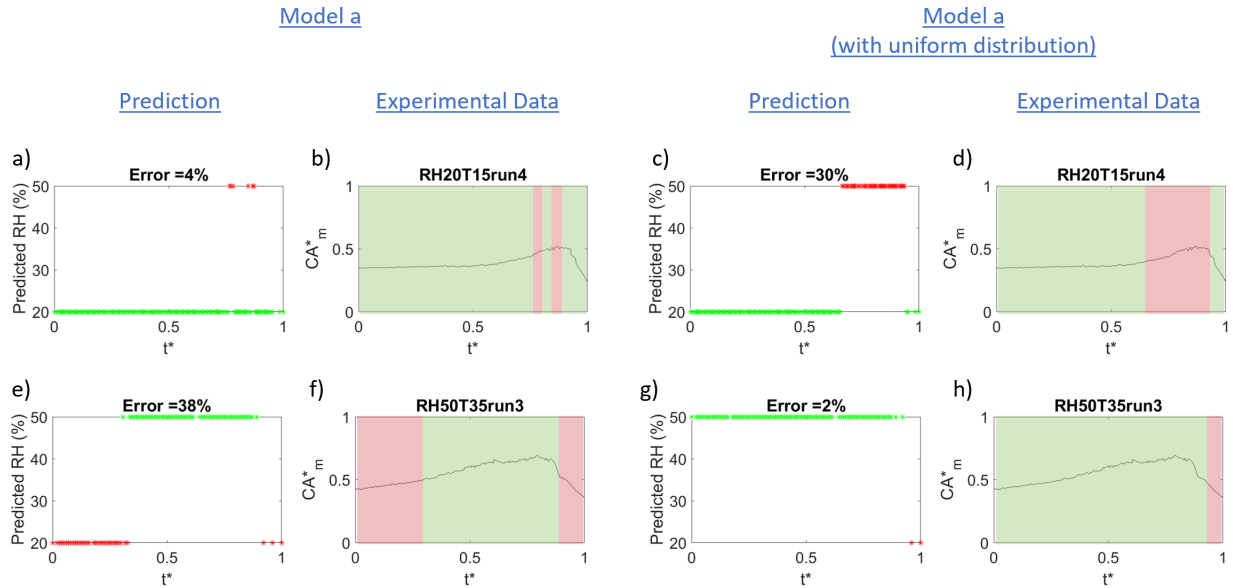 Model a
Model a
(with uniform distribution)
Prediction
Experimental Data
Prediction
Experimental Data
a)
Error =4%
Predicted RH (%)
50
40
30
20
0
0.5
1
t*
b)
RH20T15run4
CA*m
1
0.5
0
0
0.5
1
t*
c)
Error =30%
Predicted RH (%)
50
40
30
20
0
0.5
1
t*
d)
RH20T15run4
CA*m
1
0.5
0
0
0.5
1
t*
e)
Error =38%
Predicted RH (%)
50
40
30
20
0
0.5
1
t*
f)
RH50T35run3
CA*m
1
0.5
0
0
0.5
1
t*
g)
Error =2%
Predicted RH (%)
50
40
30
20
0
0.5
1
t*
h)
RH50T35run3
CA*m
1
0.5
0
0
0.5
1
t*